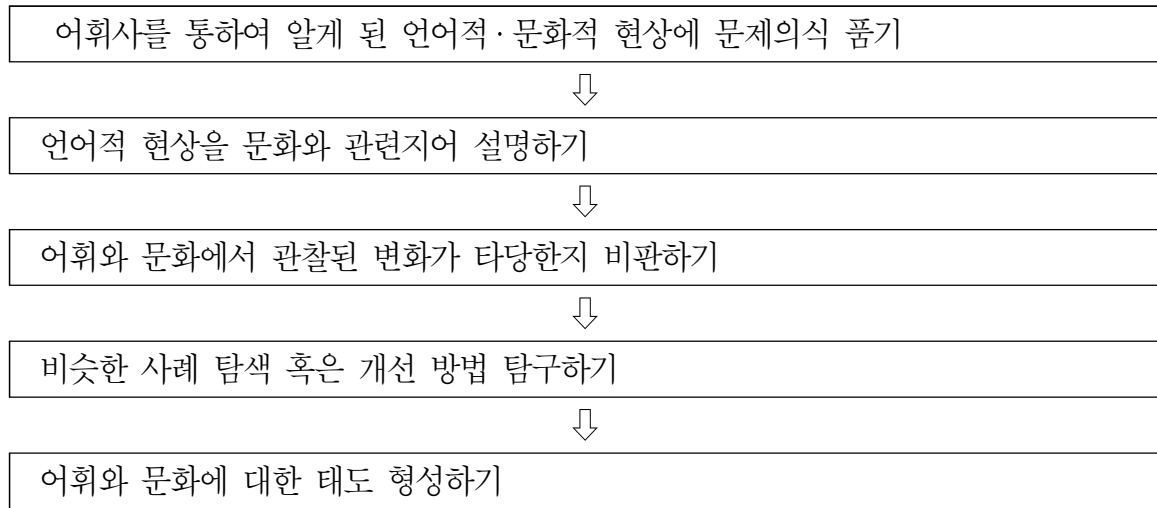 어휘사를 통하여 알게 된 언어적·문화적 현상에 문제의식 품기
언어적 현상을 문화와 관련지어 설명하기
어휘와 문화에서 관찰된 변화가 타당한지 비판하기
비슷한 사례 탐색 혹은 개선 방법 탐구하기
어휘와 문화에 대한 태도 형성하기